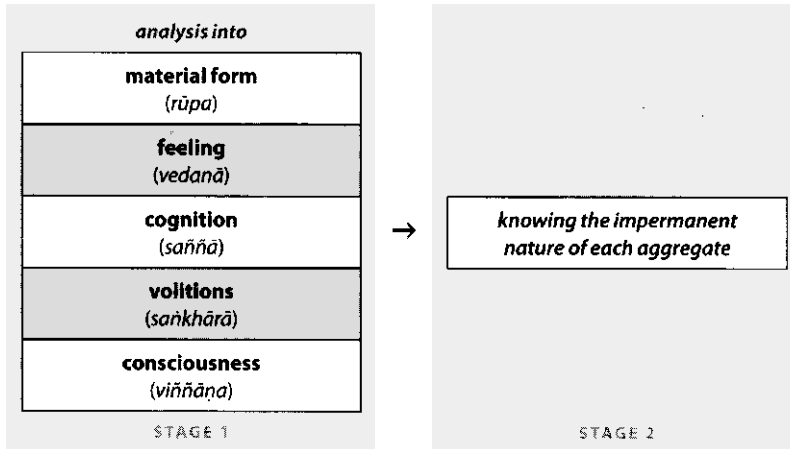 analysis into
material form
(rūpa)
feeling
(vedanā)
cognition
(saññā)
volitions
(saṅkhārā)
consciousness
(viññāṇa)
STAGE 1
→
knowing the impermanent
nature of each aggregate
STAGE 2